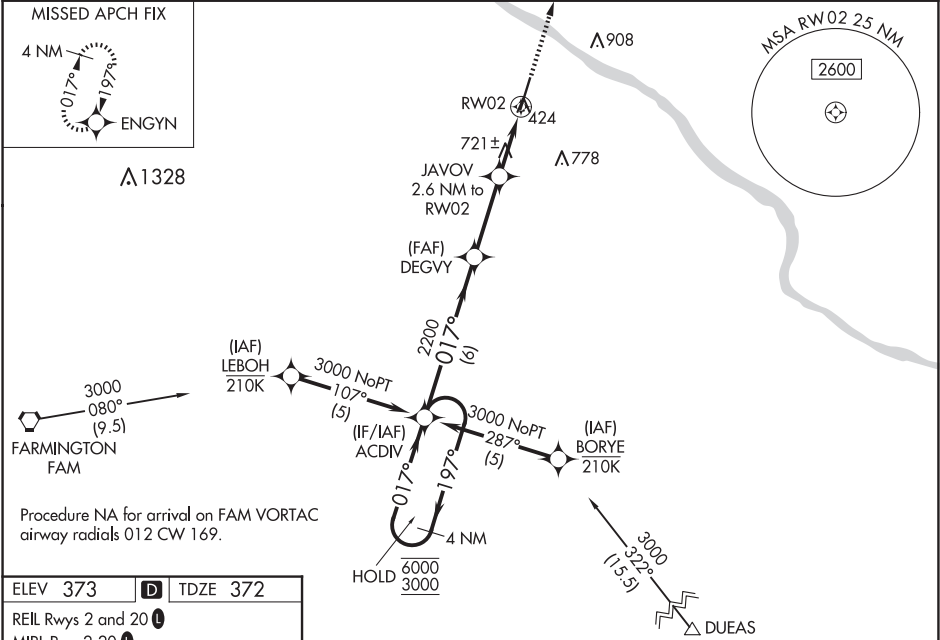 MISSED APCH FIX
4 NM
017°
197°
ENGYN
1328
908
MSA RW02 25 NM
2600
RW02
424
721±
778
JAVOV
2.6 NM to
RW02
(FAF)
DEGVY
2200
017°
(6)
(IAF)
LEBOH
210K
3000 NoPT
107°
(5)
3000
080°
(9.5)
FARMINGTON
FAM
(IF/IAF)
ACDIV
3000 NoPT
287°
(5)
(IAF)
BORYE
210K
017°
197°
4 NM
HOLD
6000
3000
Procedure NA for arrival on FAM VORTAC
airway radials 012 CW 169.
3000
322°
(15.5)
DUEAS
ELEV 373 D TDZE 372
REIL Rwys 2 and 20 L